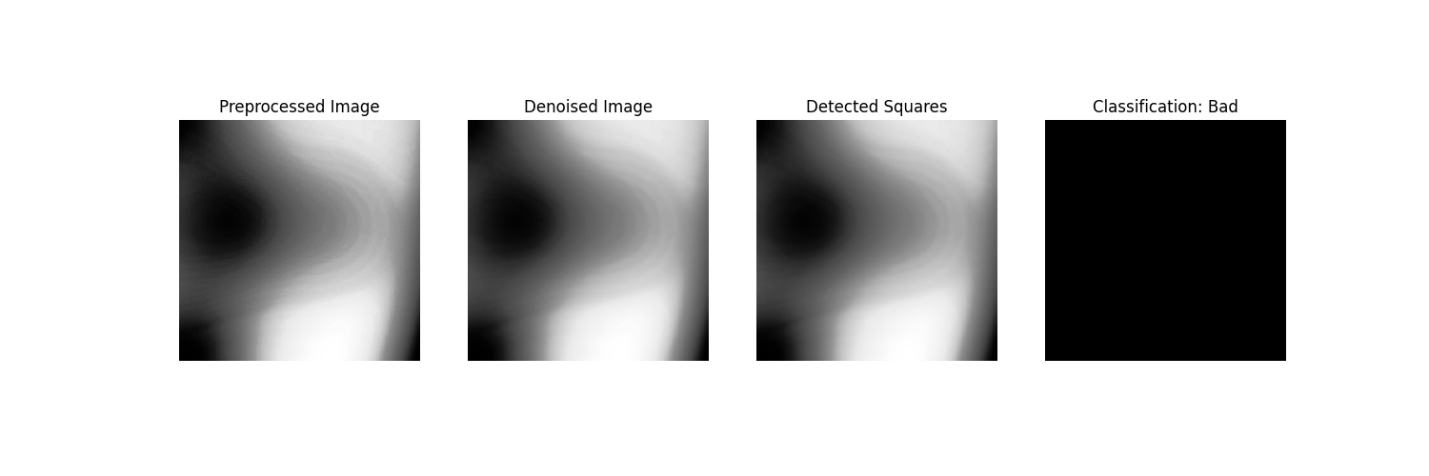 Preprocessed Image
Denoised Image
Detected Squares
Classification: Bad